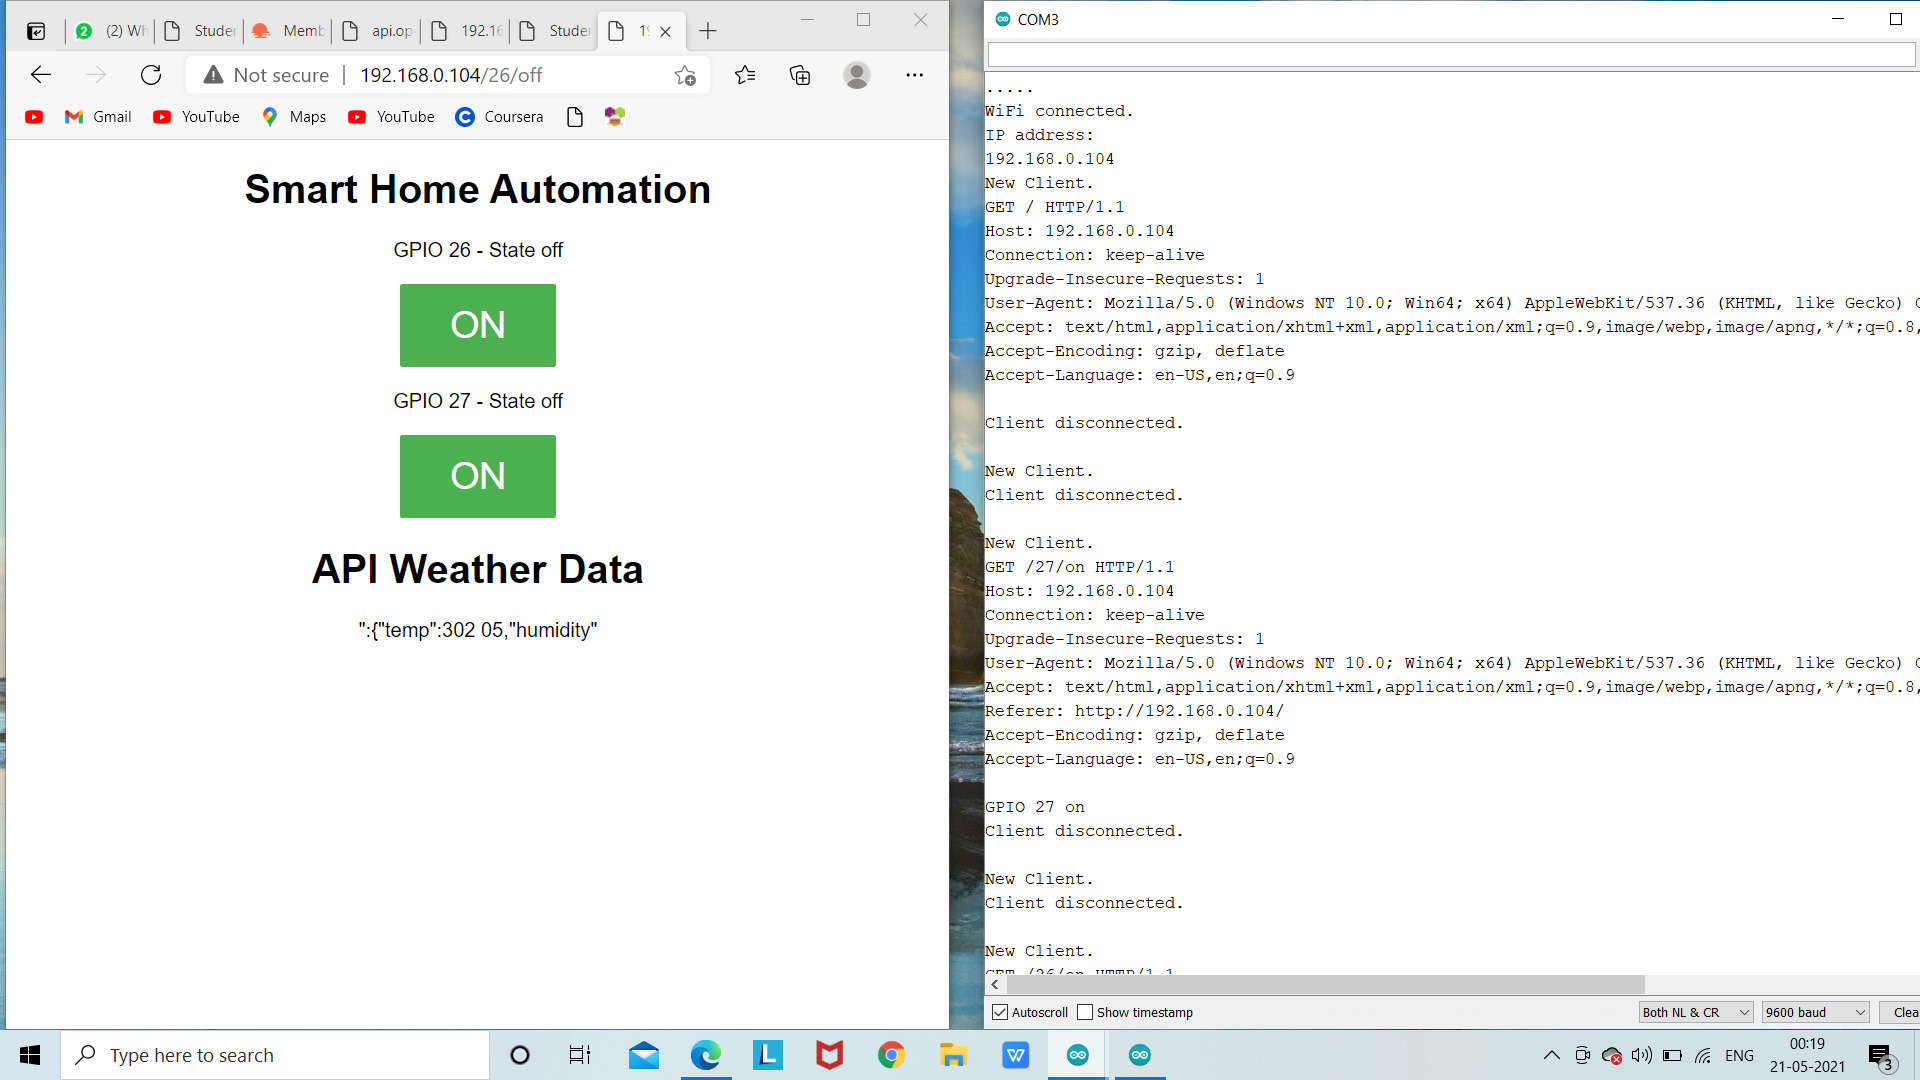 (2) Wh
Studer
Memb
api.op
192.16
Studer
Not secure | 192.168.0.104/26/off
Gmail
YouTube
Maps
YouTube
Coursera
Smart Home Automation
GPIO 26 - State off
ON
GPIO 27 - State off
ON
API Weather Data
":{"temp":302 05,"humidity"
COM3
.....
WiFi connected.
IP address:
192.168.0.104
New Client.
GET / HTTP/1.1
Host: 192.168.0.104
Connection: keep-alive
Upgrade-Insecure-Requests: 1
User-Agent: Mozilla/5.0 (Windows NT 10.0; Win64; x64) AppleWebKit/537.36 (KHTML, like Gecko)
Accept: text/html,application/xhtml+xml,application/xml;q=0.9,image/webp,image/apng,*/*;q=0.8,
Accept-Encoding: gzip, deflate
Accept-Language: en-US,en;q=0.9
Client disconnected.
New Client.
Client disconnected.
New Client.
GET /27/on HTTP/1.1
Host: 192.168.0.104
Connection: keep-alive
Upgrade-Insecure-Requests: 1
User-Agent: Mozilla/5.0 (Windows NT 10.0; Win64; x64) AppleWebKit/537.36 (KHTML, like Gecko)
Accept: text/html,application/xhtml+xml,application/xml;q=0.9,image/webp,image/apng,*/*;q=0.8,
Referer: http://192.168.0.104/
Accept-Encoding: gzip, deflate
Accept-Language: en-US,en;q=0.9
GPIO 27 on
Client disconnected.
New Client.
Client disconnected.
New Client.
GET /26/on HTTP/1.1
Autoscroll
Show timestamp
Both NL & CR
9600 baud
Clea
Type here to search
ENG
00:19
21-05-2021
3